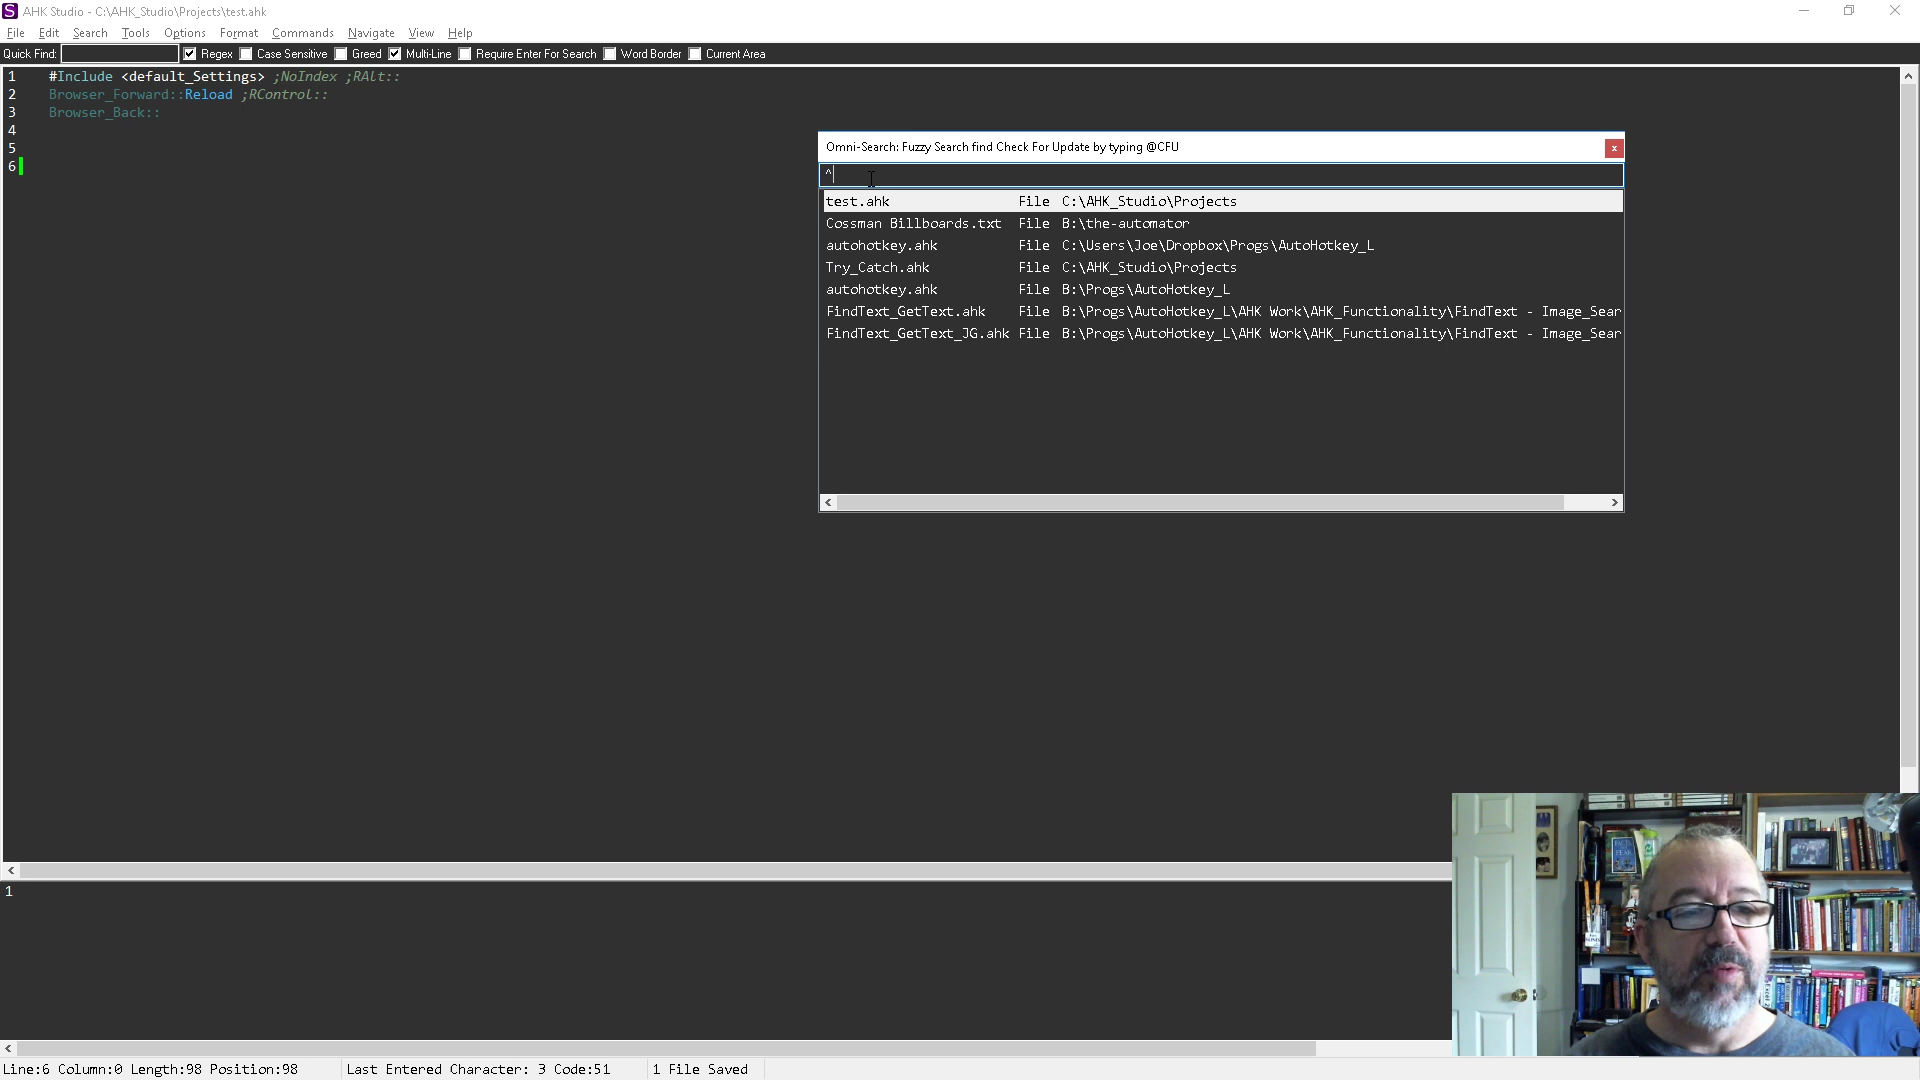 AHK Studio - C:\AHK_Studio\Projects\test.ahk
File Edit Search Tools Options Format Commands Navigate View Help
Quick Find: Regex Case Sensitive Greed Multi-Line Require Enter For Search Word Border Current Area
1 #Include <default_Settings> ;NoIndex ;RAlt::
2 Browser_Forward::Reload ;RControl::
3 Browser_Back::
4
5
6
Omni-Search: Fuzzy Search find Check For Update by typing @CFU
^
test.ahk File C:\AHK_Studio\Projects
Cossman Billboards.txt File B:\the-automator
autohotkey.ahk File C:\Users\Joe\Dropbox\Progs\AutoHotkey_L
Try_Catch.ahk File C:\AHK_Studio\Projects
autohotkey.ahk File B:\Progs\AutoHotkey_L
FindText_GetText.ahk File B:\Progs\AutoHotkey_L\AHK Work\AHK_Functionality\FindText - Image_Sear
FindText_GetText_JG.ahk File B:\Progs\AutoHotkey_L\AHK Work\AHK_Functionality\FindText - Image_Sear
1
FEAR
Line:6 Column:0 Length:98 Position:98 Last Entered Character: 3 Code:51 1 File Saved